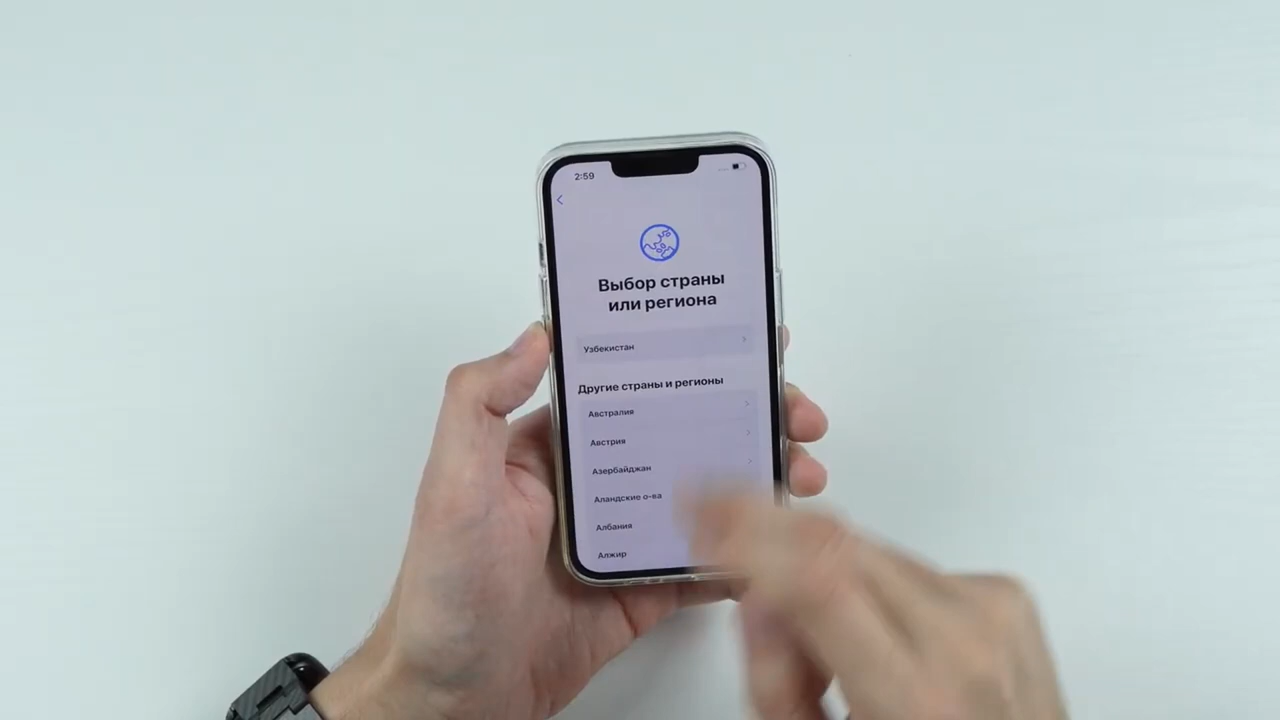 2:59
Выбор страны
или региона
Узбекистан
Другие страны и регионы
Австралия
Австрия
Азербайджан
Аландские о-ва
Албания
Алжир